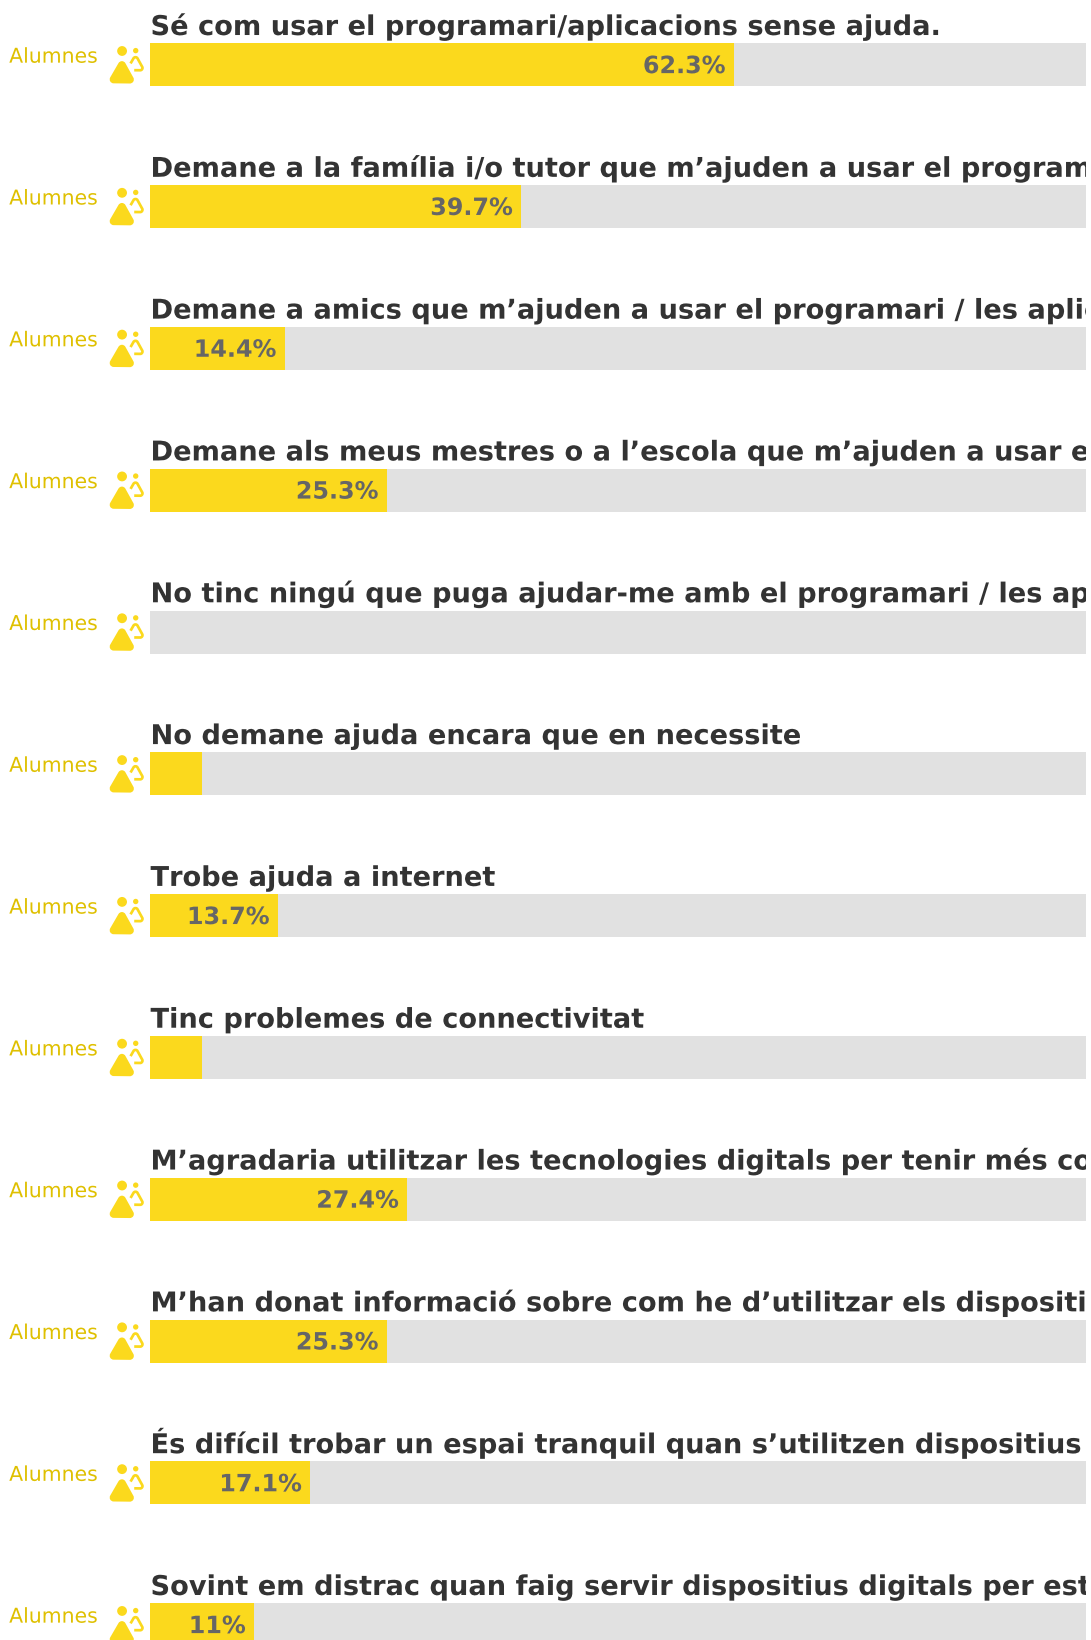 Sé com usar el programari/aplicacions sense ajuda.
Alumnes 62.3%
Demane a la família i/o tutor que m’ajuden a usar el program
Alumnes 39.7%
Demane a amics que m’ajuden a usar el programari / les apli
Alumnes 14.4%
Demane als meus mestres o a l’escola que m’ajuden a usar e
Alumnes 25.3%
No tinc ningú que puga ajudar-me amb el programari / les ap
Alumnes
No demane ajuda encara que en necessite
Alumnes
Trobe ajuda a internet
Alumnes 13.7%
Tinc problemes de connectivitat
Alumnes
M’agradaria utilitzar les tecnologies digitals per tenir més co
Alumnes 27.4%
M’han donat informació sobre com he d’utilitzar els dispositi
Alumnes 25.3%
És difícil trobar un espai tranquil quan s’utilitzen dispositius
Alumnes 17.1%
Sovint em distrac quan faig servir dispositius digitals per est
Alumnes 11%